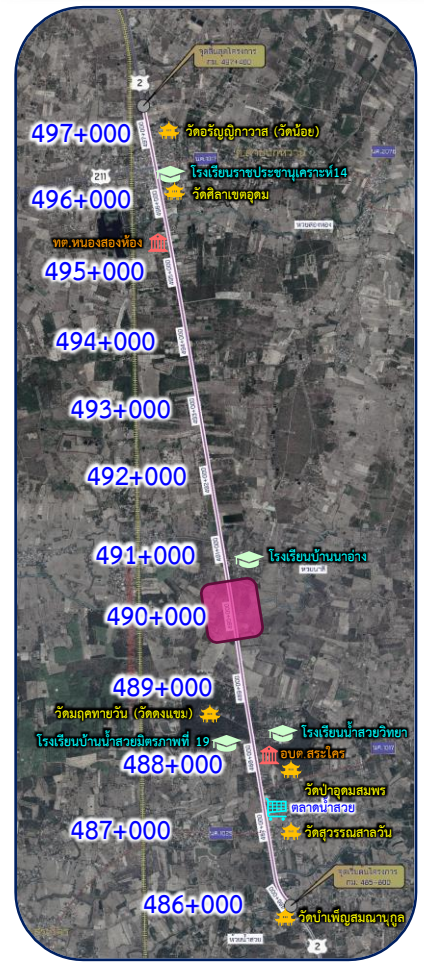 จุดสิ้นสุดโครงการ
กม. 497+480
2
497+000
วัดอรัญญิกาวาส (วัดน้อย)
211
โรงเรียนราชประชานุเคราะห์14
496+000
วัดศิลาเขตอุดม
ทต.หนองสองห้อง
495+000
494+000
493+000
492+000
491+000
โรงเรียนบ้านนาอ่าง
490+000
489+000
วัดมฤคทายวัน (วัดดงแขม)
โรงเรียนน้ำสวยวิทยา
โรงเรียนบ้านน้ำสวยมิตรภาพที่ 19
อบต.สระใคร
488+000
วัดป่าอุดมสมพร
ตลาดน้ำสวย
487+000
วัดสุวรรณสาลวัน
จุดเริ่มต้นโครงการ
486+000
วัดบำเพ็ญสมณานุกูล
ห้วยน้ำสวย
2